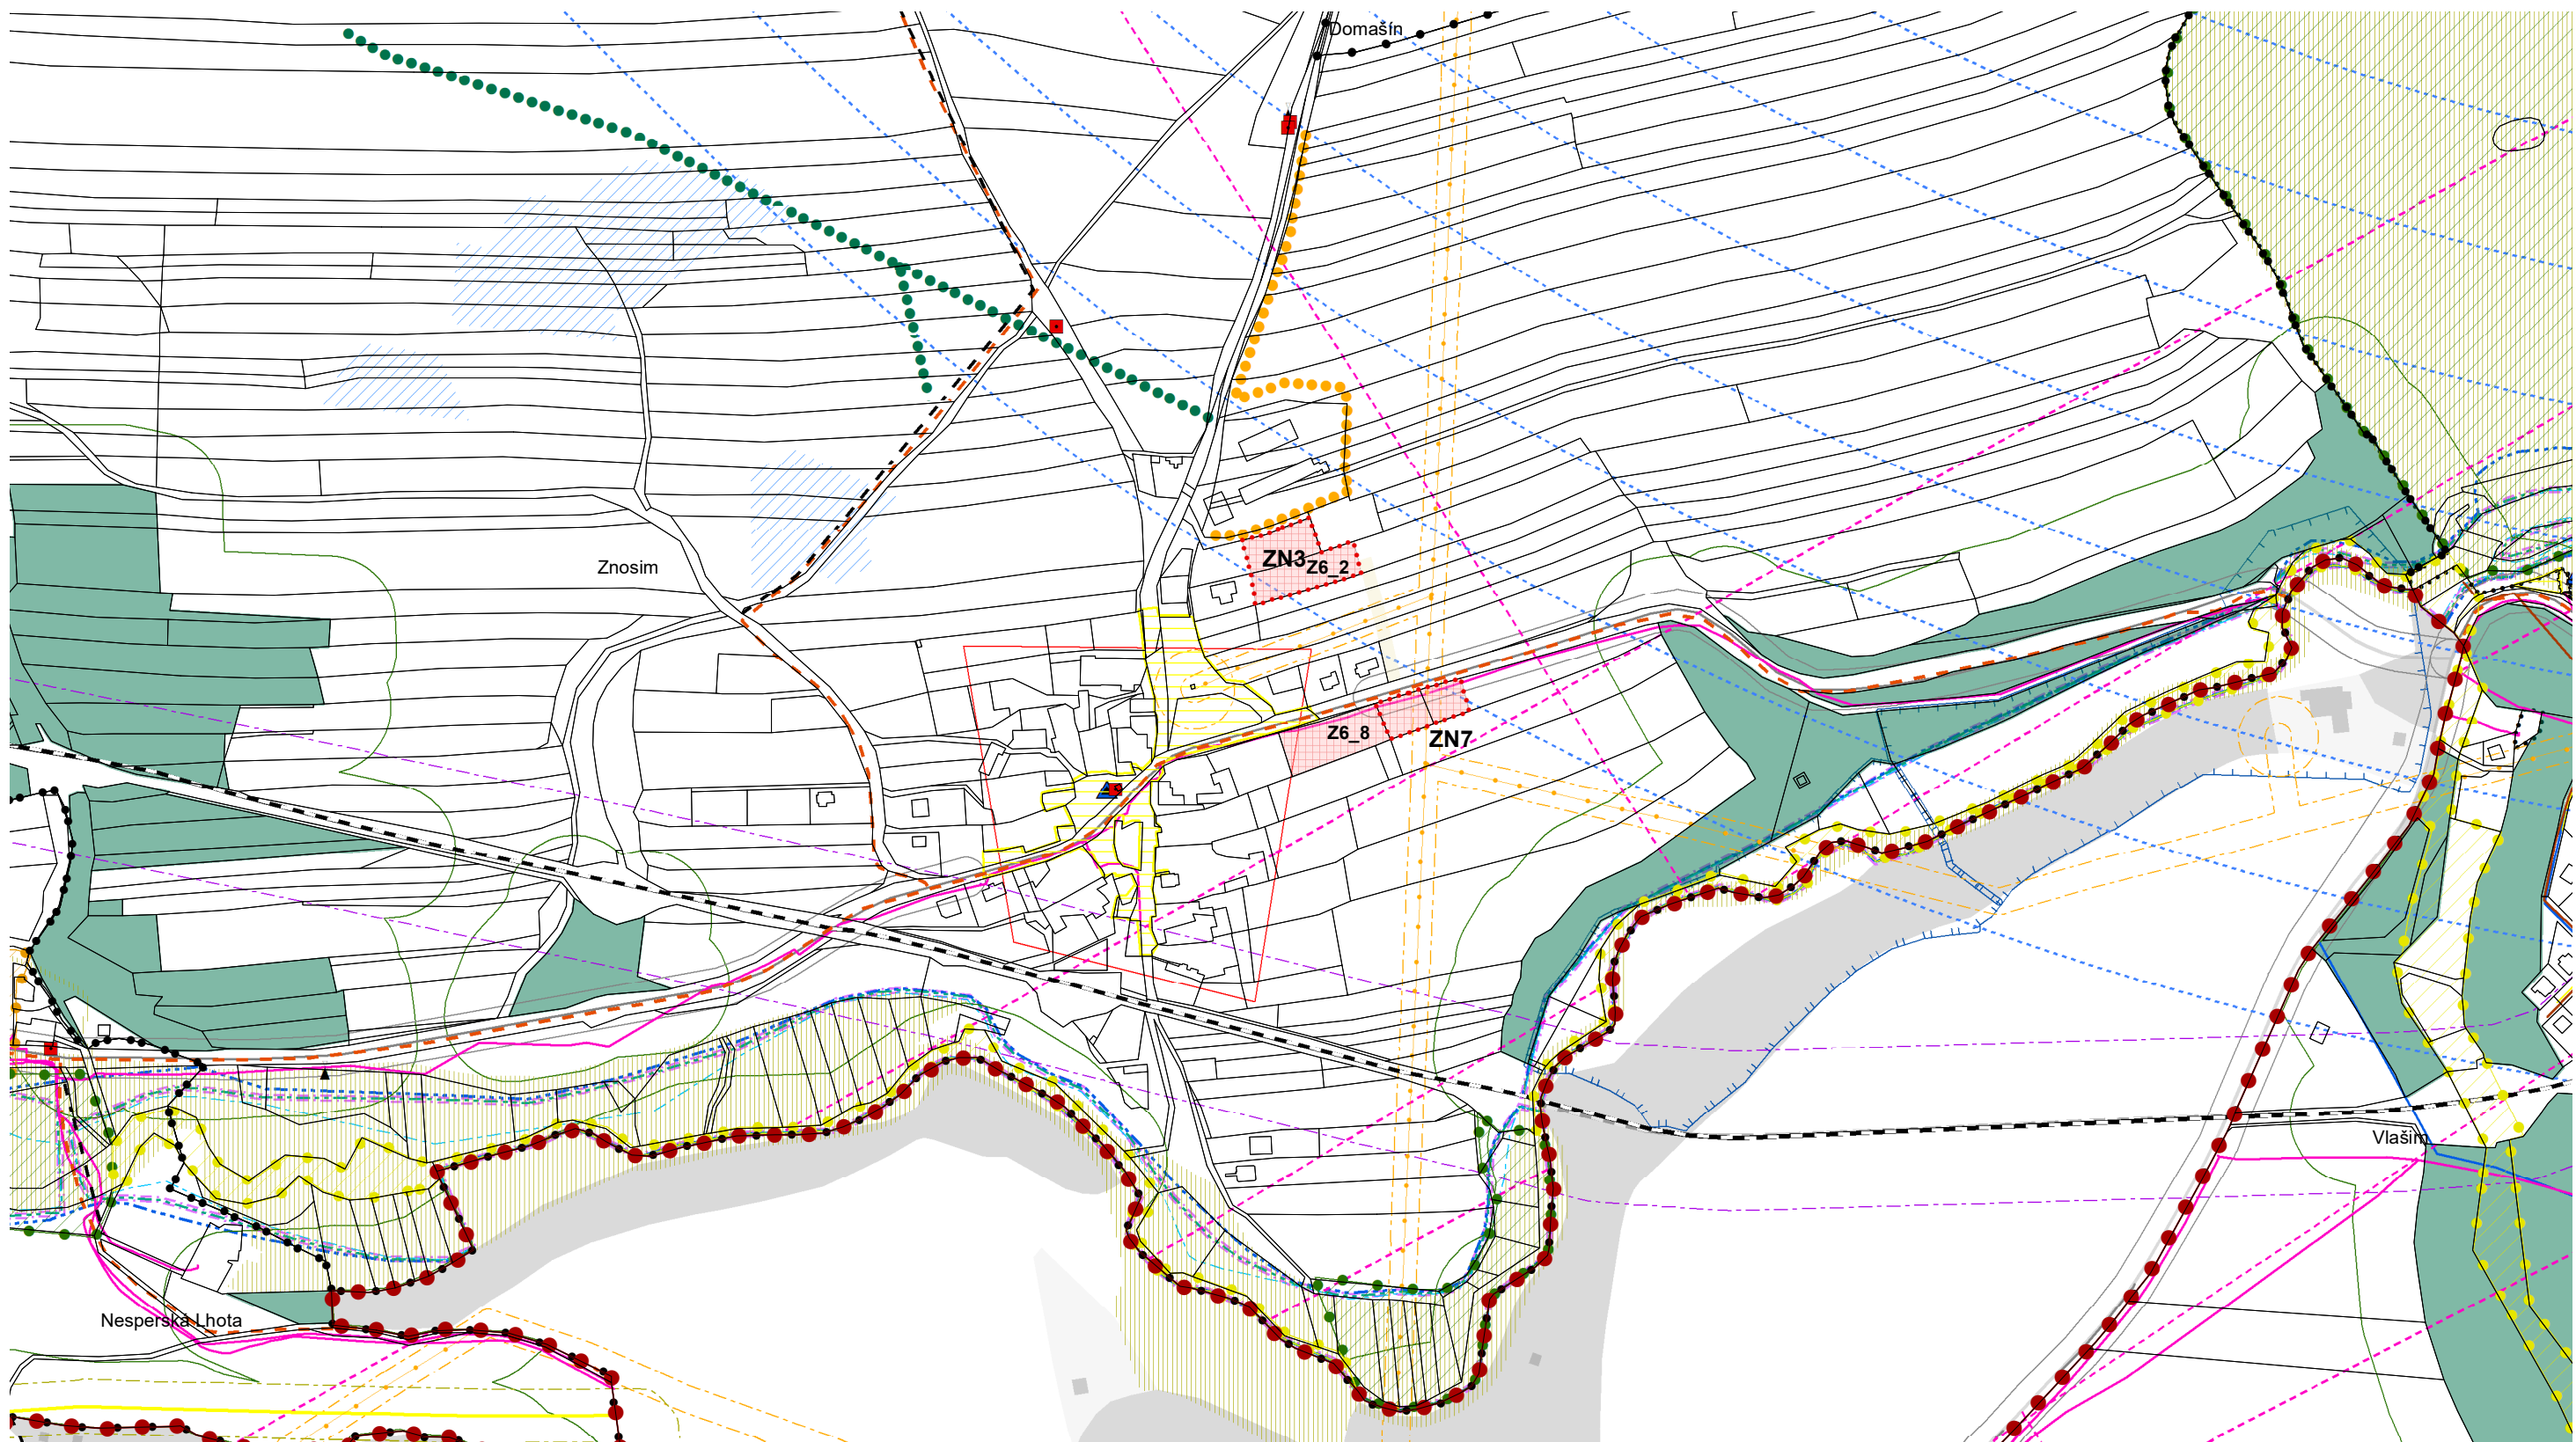 Domašín
ZN3
Z6_2
Znosim
Z6_8
ZN7
Vlašim
Nesperská Lhota